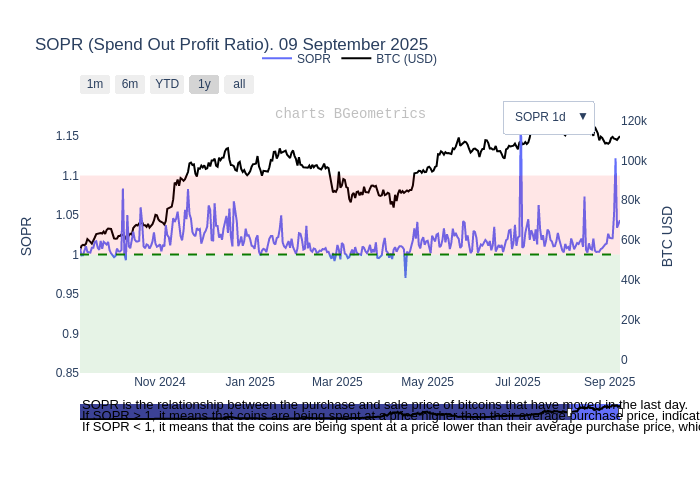 SOPR (Spend Out Profit Ratio). 09 September 2025
SOPR BTC (USD)
1m 6m YTD 1y all
charts BGeometrics
SOPR 1d ▼
1.15
1.1
1.05
1
0.95
0.9
0.85
SOPR
120k
100k
80k
60k
40k
20k
0
BTC USD
Nov 2024 Jan 2025 Mar 2025 May 2025 Jul 2025 Sep 2025
SOPR is the relationship between the purchase and sale price of bitcoins that have moved in the last day.
If SOPR > 1, it means that coins are being spent at a price higher than their average purchase price, indicat
If SOPR < 1, it means that the coins are being spent at a price lower than their average purchase price, whic